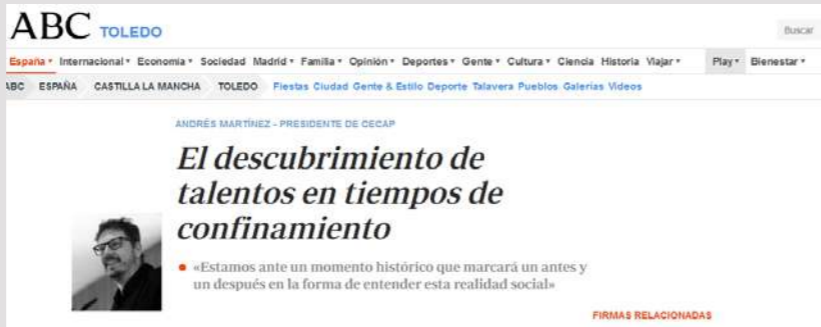 ABC TOLEDO
Buscar
España Internacional Economía Sociedad Madrid Familia Opinión Deportes Gente Cultura Ciencia Historia Viajar Play Bienestar
ABC ESPAÑA CASTILLA LA MANCHA TOLEDO Fiestas Ciudad Gente & Estilo Deporte Talavera Pueblos Galerías Vídeos
ANDRÉS MARTÍNEZ - PRESIDENTE DE CECAP
El descubrimiento de
talentos en tiempos de
confinamiento
«Estamos ante un momento histórico que marcará un antes y
un después en la forma de entender esta realidad social»
FIRMAS RELACIONADAS